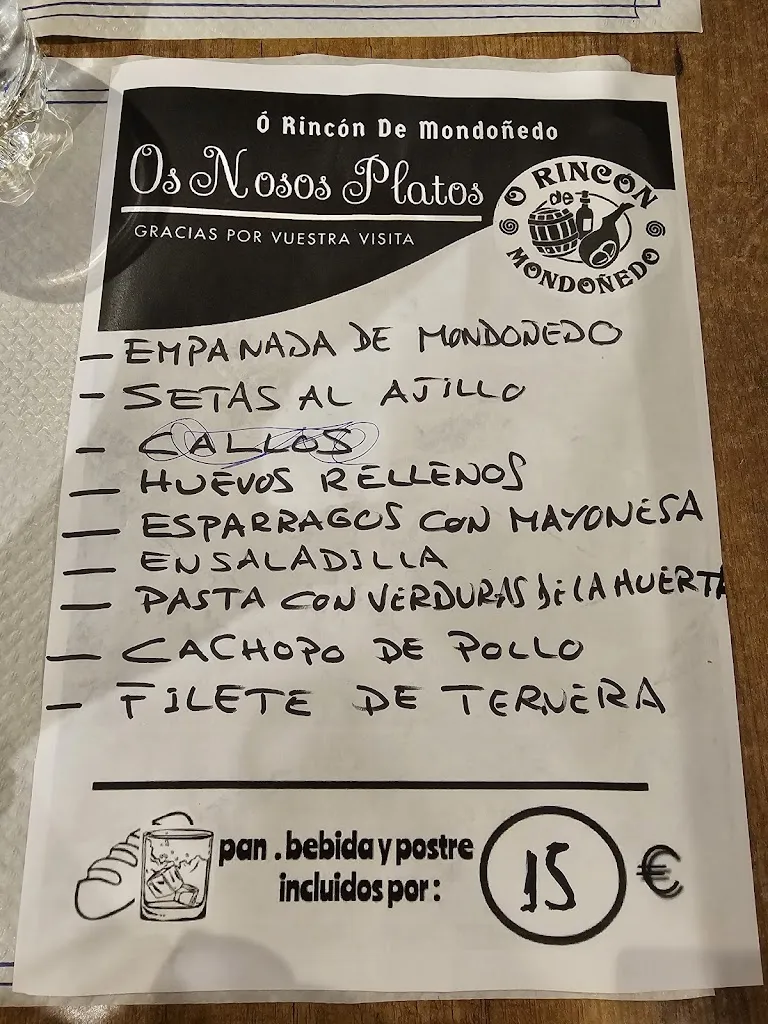 Ó Rincón De Mondoñedo
Os Nosos Platos
GRACIAS POR VUESTRA VISITA
O RINCÓN
de
MONDOÑEDO
- EMPANADA DE MONDOÑEDO
- SETAS AL AJILLO
- CALLOS
- HUEVOS RELLENOS
- ESPARRAGOS CON MAYONESA
- ENSALADILLA
- PASTA CON VERDURAS DE LA HUERTA
- CACHOPO DE POLLO
- FILETE DE TERNERA
pan . bebida y postre
incluidos por :
15 €